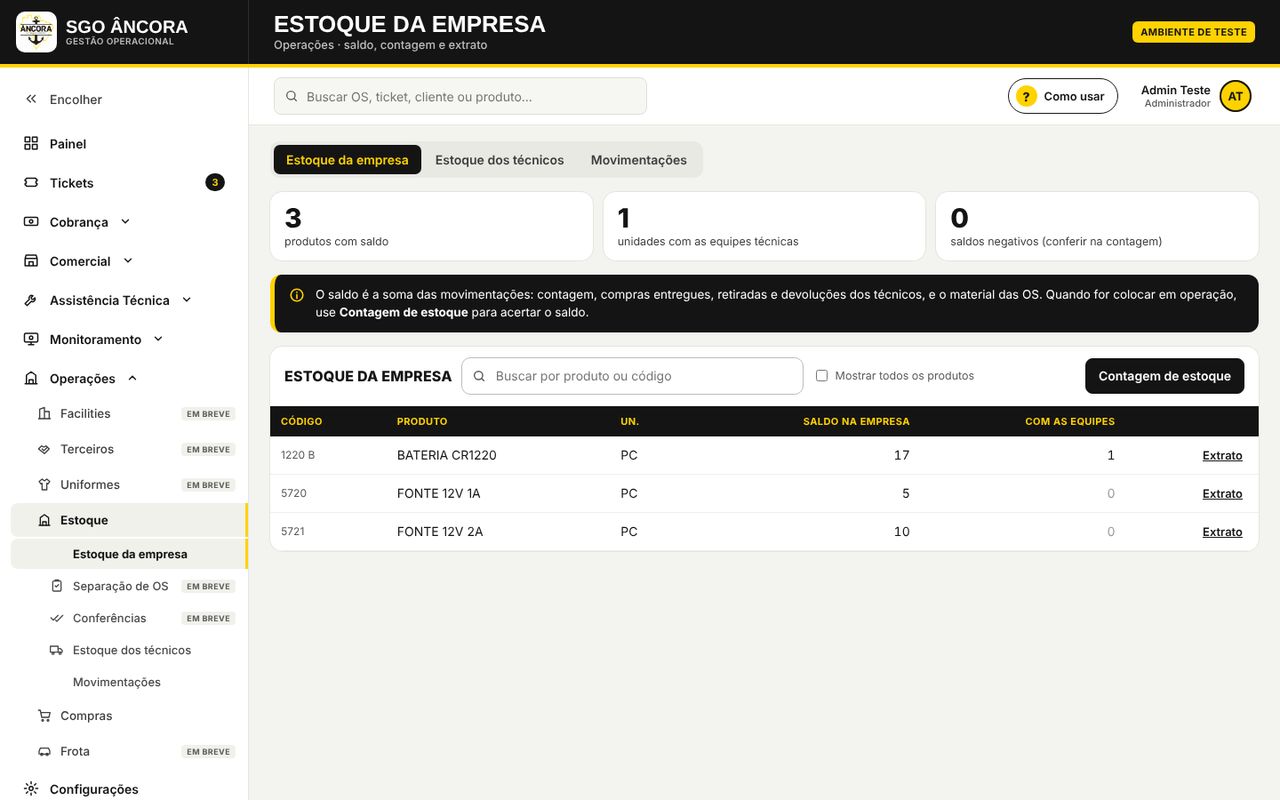 ÂNCORA
SGO ÂNCORA
GESTÃO OPERACIONAL
ESTOQUE DA EMPRESA
Operações · saldo, contagem e extrato
AMBIENTE DE TESTE
Encolher
Painel
Tickets 3
Cobrança
Comercial
Assistência Técnica
Monitoramento
Operações
Facilities EM BREVE
Terceiros EM BREVE
Uniformes EM BREVE
Estoque
Estoque da empresa
Separação de OS EM BREVE
Conferências EM BREVE
Estoque dos técnicos
Movimentações
Compras
Frota EM BREVE
Configurações
Buscar OS, ticket, cliente ou produto...
? Como usar
Admin Teste
Administrador
AT
Estoque da empresa Estoque dos técnicos Movimentações
3
produtos com saldo
1
unidades com as equipes técnicas
0
saldos negativos (conferir na contagem)
O saldo é a soma das movimentações: contagem, compras entregues, retiradas e devoluções dos técnicos, e o material das OS. Quando for colocar em operação,
use Contagem de estoque para acertar o saldo.
ESTOQUE DA EMPRESA Buscar por produto ou código Mostrar todos os produtos Contagem de estoque
CÓDIGO PRODUTO UN. SALDO NA EMPRESA COM AS EQUIPES
1220 B BATERIA CR1220 PC 17 1 Extrato
5720 FONTE 12V 1A PC 5 0 Extrato
5721 FONTE 12V 2A PC 10 0 Extrato